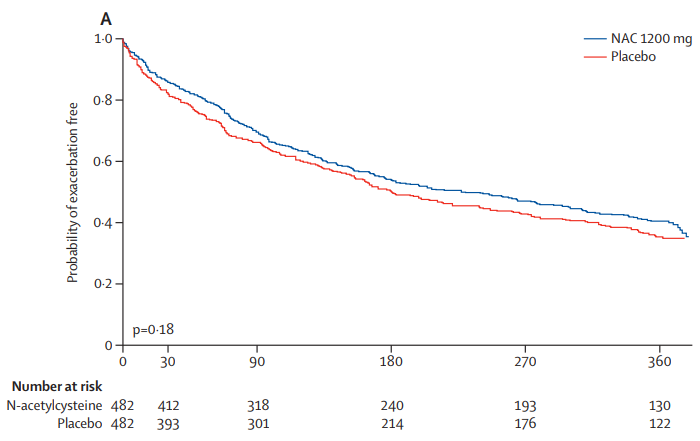 A
NAC 1200 mg
Placebo
Probability of exacerbation free
1·0
0·8
0·6
0·4
0·2
0
p=0·18
0 30 90 180 270 360
Number at risk
N-acetylcysteine 482 412 318 240 193 130
Placebo 482 393 301 214 176 122